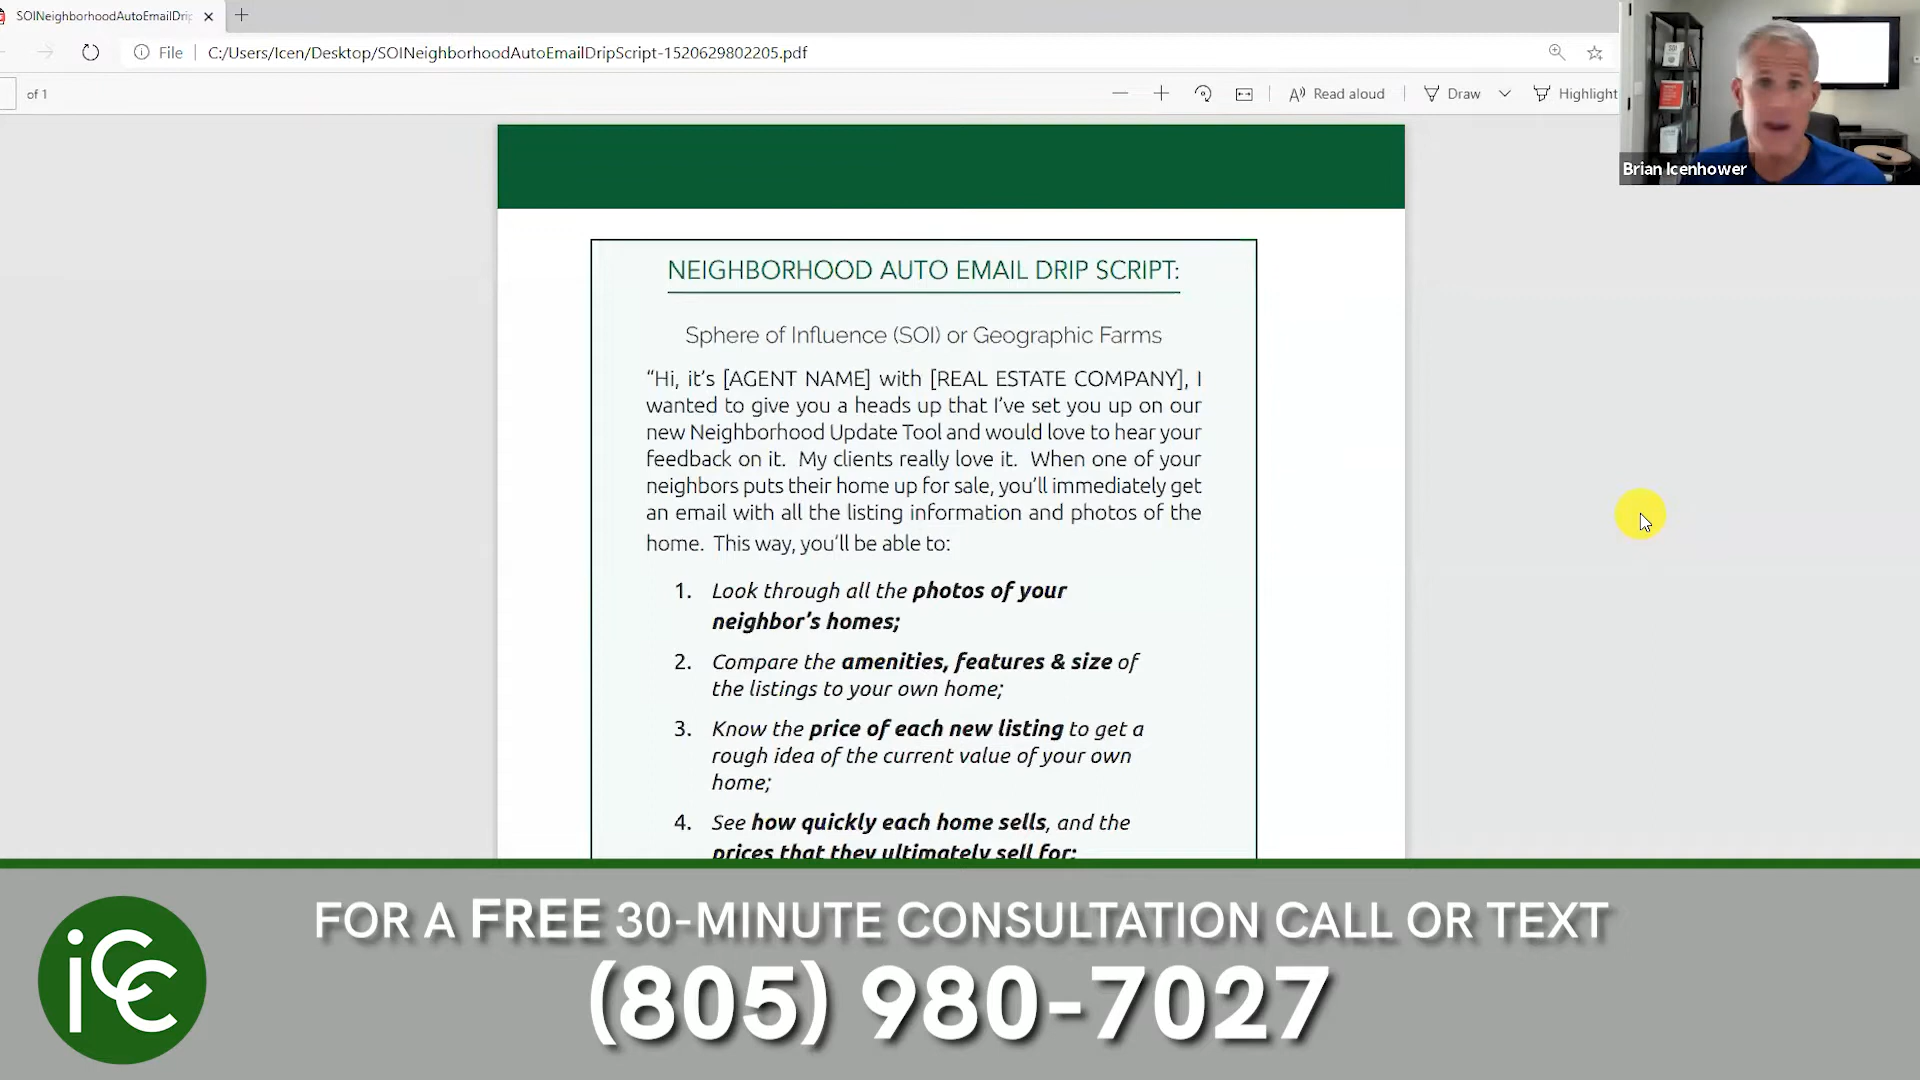 SOINeighborhoodAutoEmailDrip
File
C:/Users/Icen/Desktop/SOINeighborhoodAutoEmailDripScript-1520629802205.pdf
of 1
Read aloud
Draw
Highlight
Brian Icenhower
NEIGHBORHOOD AUTO EMAIL DRIP SCRIPT:
Sphere of Influence (SOI) or Geographic Farms
“Hi, it’s [AGENT NAME] with [REAL ESTATE COMPANY], I
wanted to give you a heads up that I’ve set you up on our
new Neighborhood Update Tool and would love to hear your
feedback on it. My clients really love it. When one of your
neighbors puts their home up for sale, you’ll immediately get
an email with all the listing information and photos of the
home. This way, you’ll be able to:
1. Look through all the photos of your
neighbor’s homes;
2. Compare the amenities, features & size of
the listings to your own home;
3. Know the price of each new listing to get a
rough idea of the current value of your own
home;
4. See how quickly each home sells, and the
prices that they ultimately sell for;
iCC
FOR A FREE 30-MINUTE CONSULTATION CALL OR TEXT
(805) 980-7027